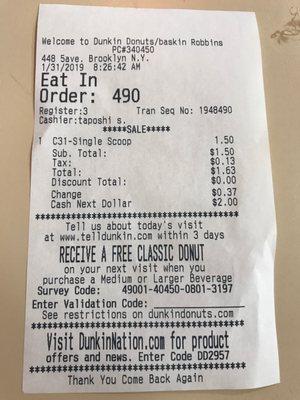 Welcome to Dunkin Donuts/baskin Robbins
PC#340450
448 5ave. Brooklyn N.Y.
1/31/2019 8:26:42 AM
Eat In
Order: 490
Register:3 Tran Seq No: 1948490
Cashier:taposhi s.
*****SALE*****
1 C31-Single Scoop 1.50
Sub. Total: $1.50
Tax: $0.13
Total: $1.63
Discount Total: $0.00
Change $0.37
Cash Next Dollar $2.00
****************************************
Tell us about today's visit
at www.telldunkin.com within 3 days
RECEIVE A FREE CLASSIC DONUT
on your next visit when you
purchase a Medium or Larger Beverage
Survey Code: 49001-40450-0801-3197
****************************************
Enter Validation Code: _______________
See restrictions on dunkindonuts.com
****************************************
Visit DunkinNation.com for product
offers and news. Enter Code DD2957
****************************************
Thank You Come Back Again